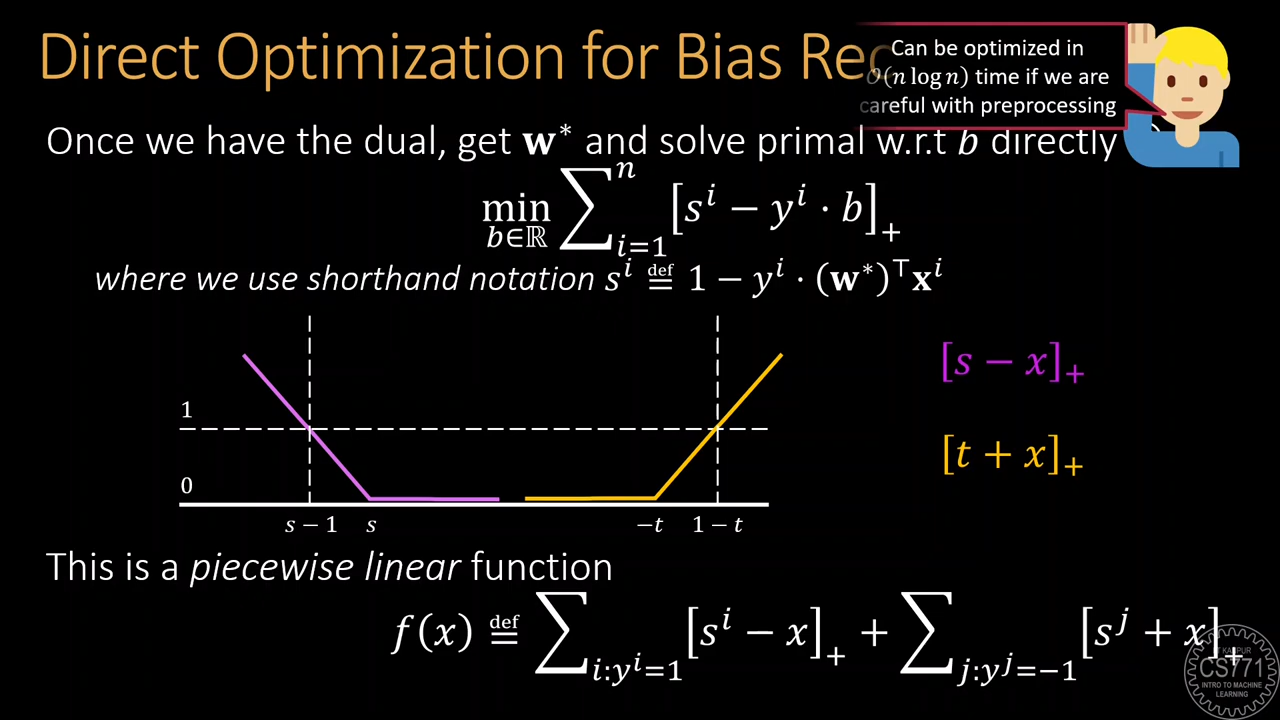 Direct Optimization for Bias Rec
Can be optimized in
𝒪(n log n) time if we are
careful with preprocessing
Once we have the dual, get w* and solve primal w.r.t b directly
min_{b∈ℝ} ∑_{i=1}^{n} [s^i − y^i · b]_+
where we use shorthand notation s^i ≝ 1 − y^i · (w*)^⊤ x^i
[s − x]_+
1
[t + x]_+
0
s − 1 s −t 1 − t
This is a piecewise linear function
f(x) ≝ ∑_{i:y^i=1} [s^i − x]_+ + ∑_{j:y^j=−1} [s^j + x]_+
CS771
INTRO TO MACHINE
LEARNING